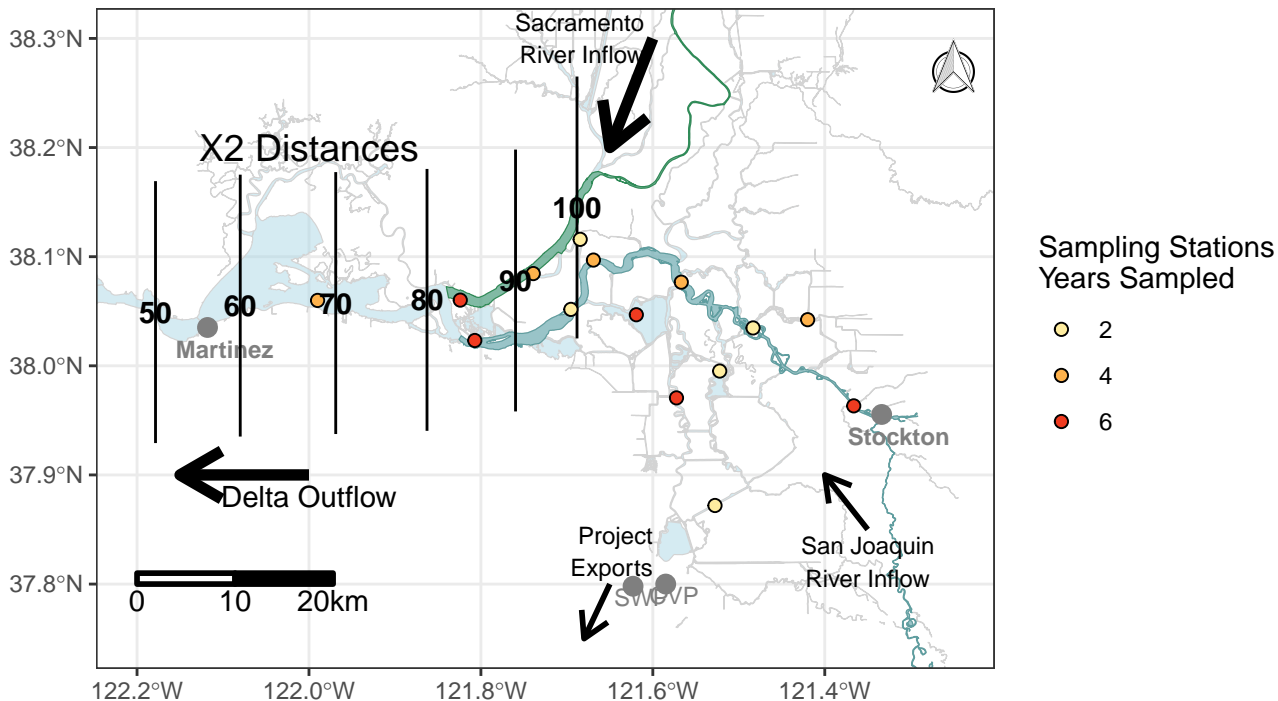 38.3°N
38.2°N
38.1°N
38.0°N
37.9°N
37.8°N
Sacramento
River Inflow
X2 Distances
50
60
70
80
90
100
Martinez
Stockton
Delta Outflow
Project
Exports
SWP
CVP
San Joaquin
River Inflow
0 10 20km
122.2°W 122.0°W 121.8°W 121.6°W 121.4°W
Sampling Stations
Years Sampled
2
4
6